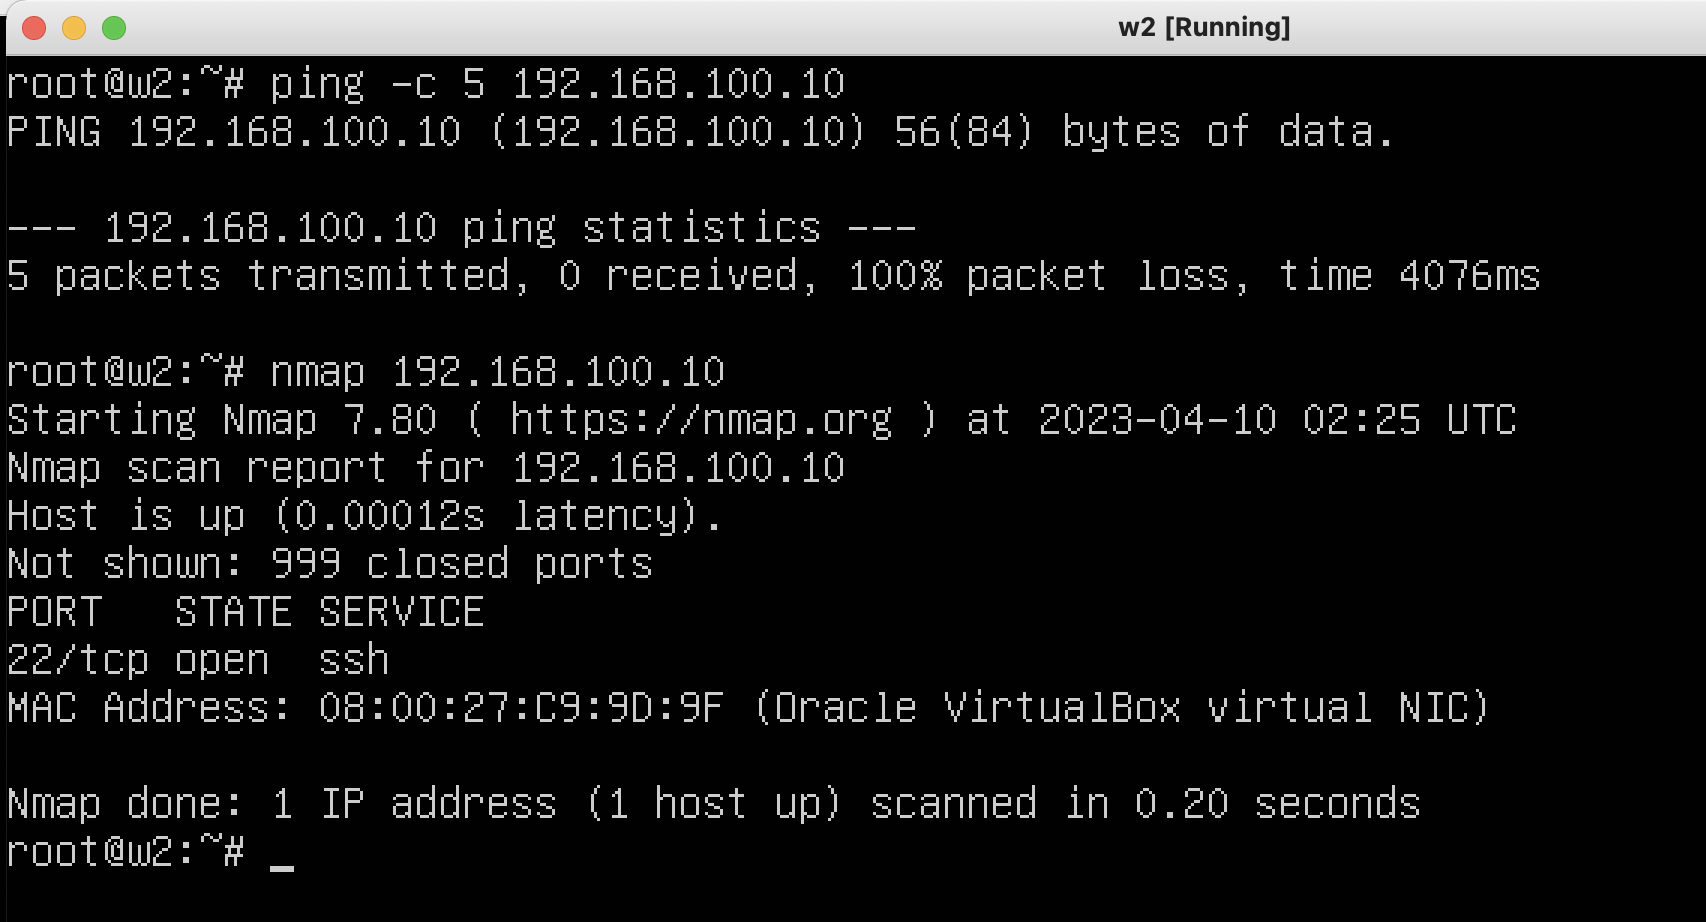 w2 [Running]
root@w2:~# ping -c 5 192.168.100.10
PING 192.168.100.10 (192.168.100.10) 56(84) bytes of data.
--- 192.168.100.10 ping statistics ---
5 packets transmitted, 0 received, 100% packet loss, time 4076ms
root@w2:~# nmap 192.168.100.10
Starting Nmap 7.80 ( https://nmap.org ) at 2023-04-10 02:25 UTC
Nmap scan report for 192.168.100.10
Host is up (0.00012s latency).
Not shown: 999 closed ports
PORT   STATE SERVICE
22/tcp open  ssh
MAC Address: 08:00:27:C9:9D:9F (Oracle VirtualBox virtual NIC)
Nmap done: 1 IP address (1 host up) scanned in 0.20 seconds
root@w2:~# _